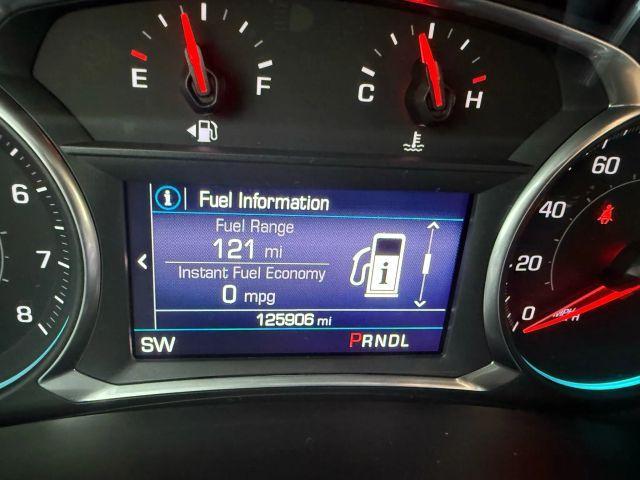 E
F
C
H
Fuel Information
Fuel Range
121 mi
Instant Fuel Economy
0 mpg
125906 mi
SW
PRNDL
6
7
8
60
40
20
0
MPH